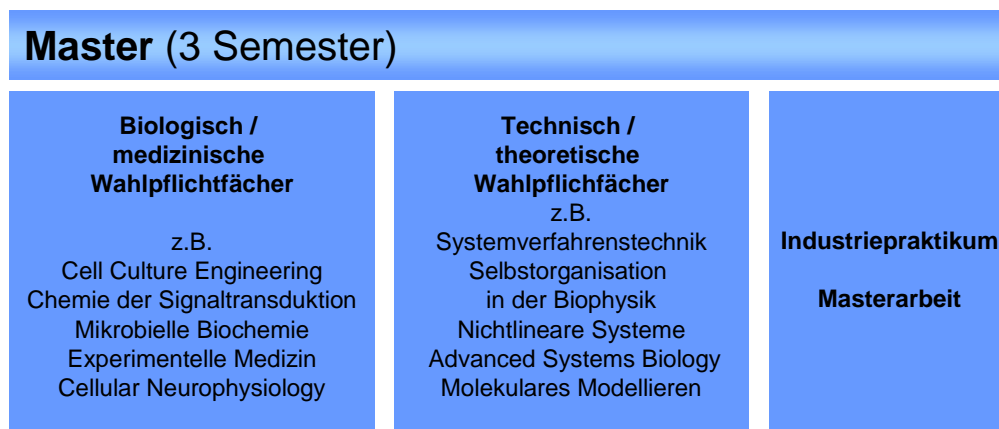 Master (3 Semester)
Biologisch /
medizinische
Wahlpflichtfächer
z.B.
Cell Culture Engineering
Chemie der Signaltransduktion
Mikrobielle Biochemie
Experimentelle Medizin
Cellular Neurophysiology
Technisch /
theoretische
Wahlpflichfächer
z.B.
Systemverfahrenstechnik
Selbstorganisation
in der Biophysik
Nichtlineare Systeme
Advanced Systems Biology
Molekulares Modellieren
Industriepraktikum
Masterarbeit